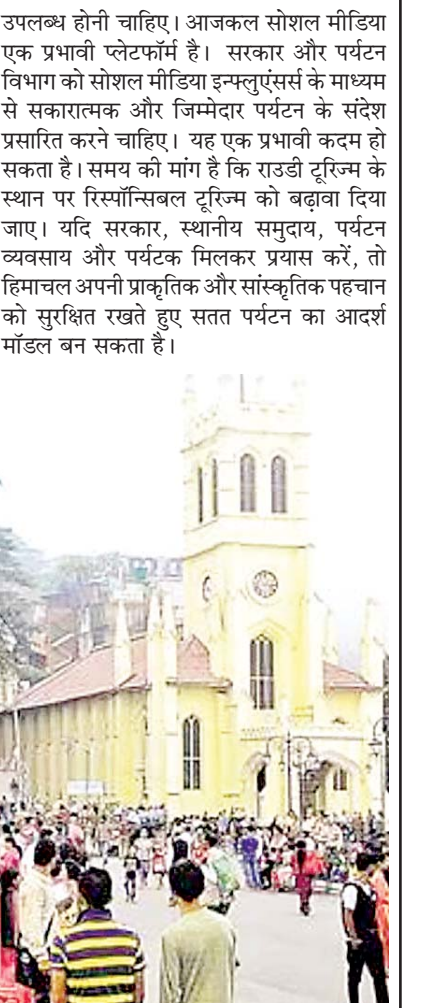 उपलब्ध होनी चाहिए। आजकल सोशल मीडिया
एक प्रभावी प्लेटफॉर्म है। सरकार और पर्यटन
विभाग को सोशल मीडिया इन्फ्लुएंसर्स के माध्यम
से सकारात्मक और जिम्मेदार पर्यटन के संदेश
प्रसारित करने चाहिए। यह एक प्रभावी कदम हो
सकता है। समय की मांग है कि राउडी टूरिज्म के
स्थान पर रिस्पॉन्सिबल टूरिज्म को बढ़ावा दिया
जाए। यदि सरकार, स्थानीय समुदाय, पर्यटन
व्यवसाय और पर्यटक मिलकर प्रयास करें, तो
हिमाचल अपनी प्राकृतिक और सांस्कृतिक पहचान
को सुरक्षित रखते हुए सतत पर्यटन का आदर्श
मॉडल बन सकता है।